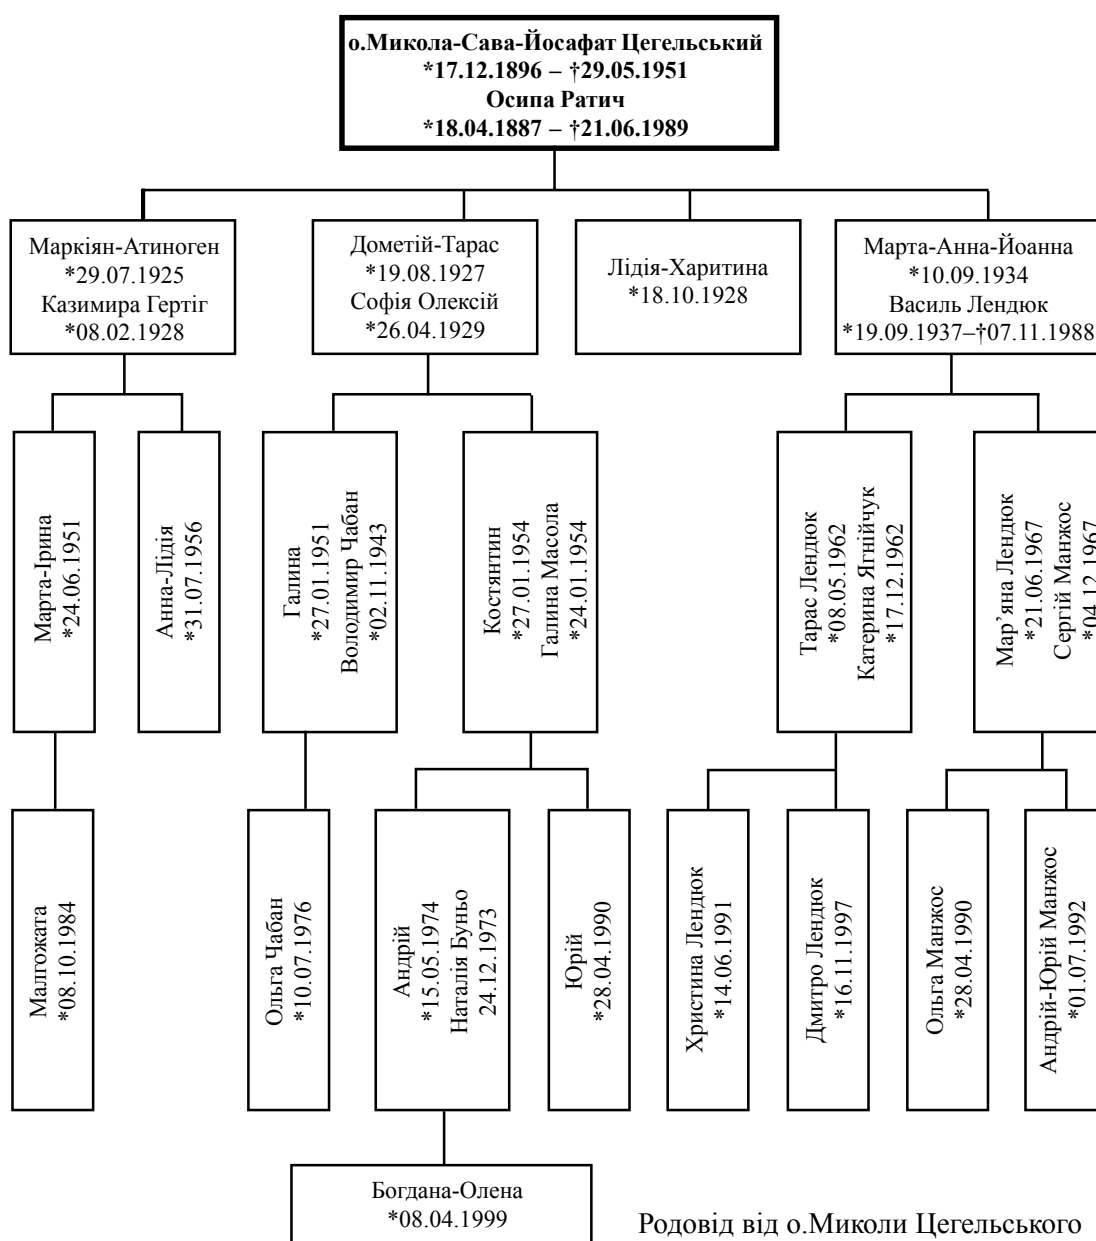 о.Микола-Сава-Йосафат Цегельський
*17.12.1896 – †29.05.1951
Осипа Ратич
*18.04.1887 – †21.06.1989
Маркіян-Атиноген
*29.07.1925
Казимира Гертіг
*08.02.1928
Дометій-Тарас
*19.08.1927
Софія Олексій
*26.04.1929
Лідія-Харитина
*18.10.1928
Марта-Анна-Йоанна
*10.09.1934
Василь Лендюк
*19.09.1937–†07.11.1988
Марта-Ірина
*24.06.1951
Анна-Лідія
*31.07.1956
Галина
*27.01.1951
Володимир Чабан
*02.11.1943
Костянтин
*27.01.1954
Галина Масола
*24.01.1954
Тарас Лендюк
*08.05.1962
Катерина Ягнійчук
*17.12.1962
Мар’яна Лендюк
*21.06.1967
Сергій Манжос
*04.12.1967
Малгожата
*08.10.1984
Ольга Чабан
*10.07.1976
Андрій
*15.05.1974
Наталія Буньо
24.12.1973
Юрій
*28.04.1990
Христина Лендюк
*14.06.1991
Дмитро Лендюк
*16.11.1997
Ольга Манжос
*28.04.1990
Андрій-Юрій Манжос
*01.07.1992
Богдана-Олена
*08.04.1999
Родовід від о.Миколи Цегельського